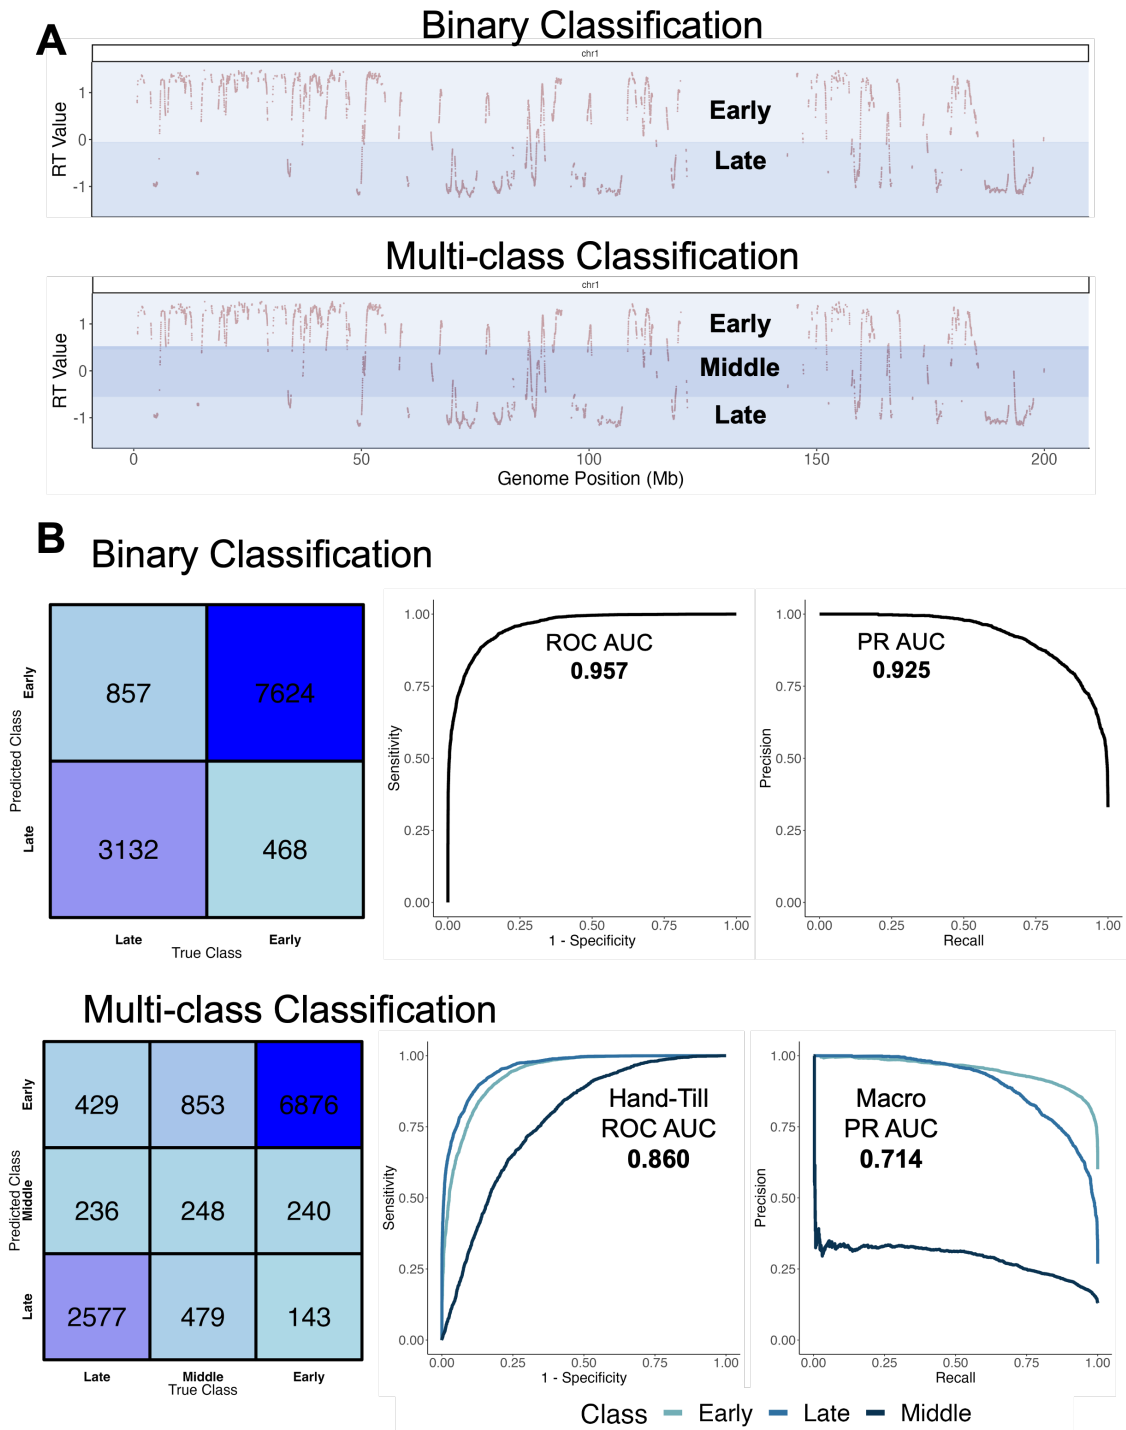 A
Binary Classification
chr1
RT Value
1
0
-1
Early
Late
Multi-class Classification
chr1
RT Value
1
0
-1
Early
Middle
Late
0 50 100 150 200
Genome Position (Mb)
B
Binary Classification
Predicted Class
Early
Late
857 7624
3132 468
Late Early
True Class
Sensitivity
1.00
0.75
0.50
0.25
0.00
ROC AUC
0.957
0.00 0.25 0.50 0.75 1.00
1 - Specificity
Precision
1.00
0.75
0.50
0.25
0.00
PR AUC
0.925
0.00 0.25 0.50 0.75 1.00
Recall
Multi-class Classification
Predicted Class
Early
Middle
Late
429 853 6876
236 248 240
2577 479 143
Late Middle Early
True Class
Sensitivity
1.00
0.75
0.50
0.25
0.00
Hand-Till
ROC AUC
0.860
0.00 0.25 0.50 0.75 1.00
1 - Specificity
Precision
1.00
0.75
0.50
0.25
0.00
Macro
PR AUC
0.714
0.00 0.25 0.50 0.75 1.00
Recall
Class Early Late Middle